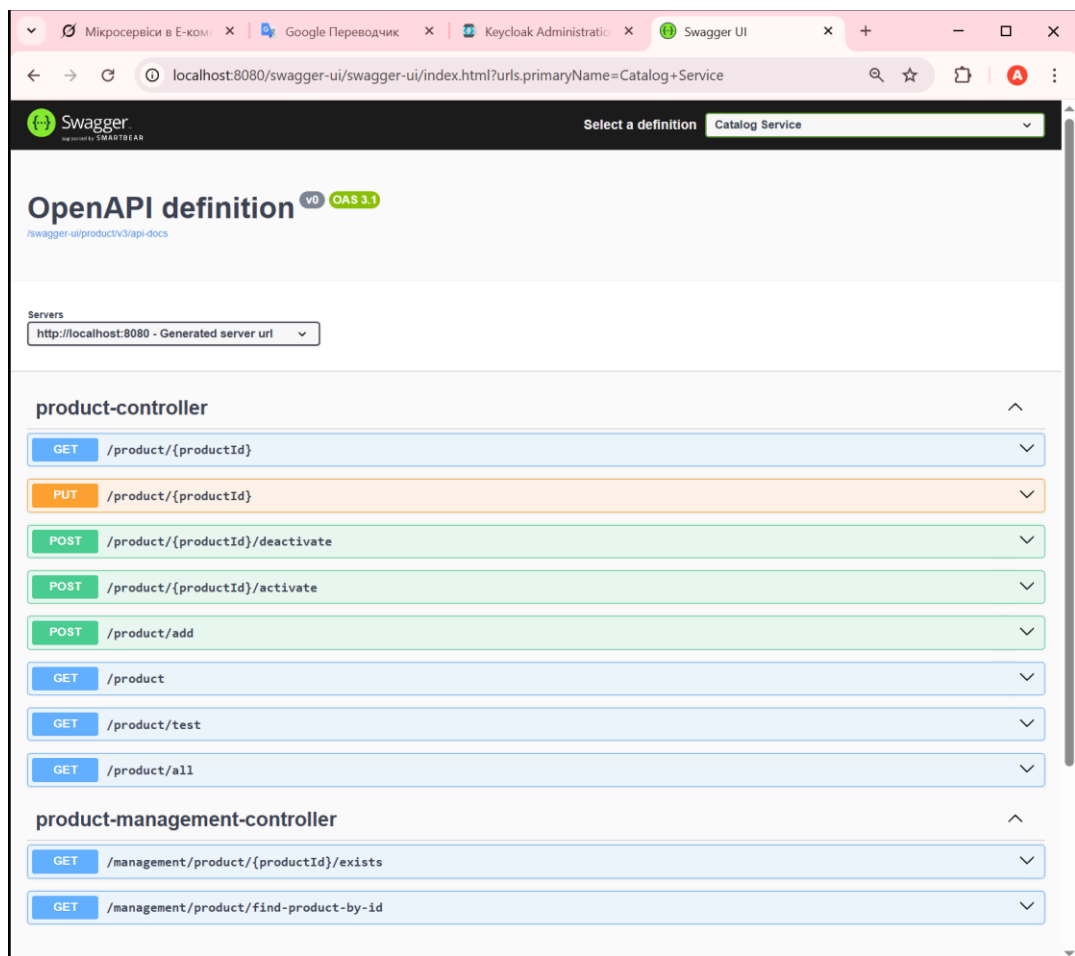 Мікросервіси в E-ком
Google Переводчик
Keycloak Administratio
Swagger UI
localhost:8080/swagger-ui/swagger-ui/index.html?urls.primaryName=Catalog+Service
A
Swagger.
supported by SMARTBEAR
Select a definition
Catalog Service
OpenAPI definition v0 OAS 3.1
/swagger-ui/product/v3/api-docs
Servers
http://localhost:8080 - Generated server url
product-controller
GET /product/{productId}
PUT /product/{productId}
POST /product/{productId}/deactivate
POST /product/{productId}/activate
POST /product/add
GET /product
GET /product/test
GET /product/all
product-management-controller
GET /management/product/{productId}/exists
GET /management/product/find-product-by-id